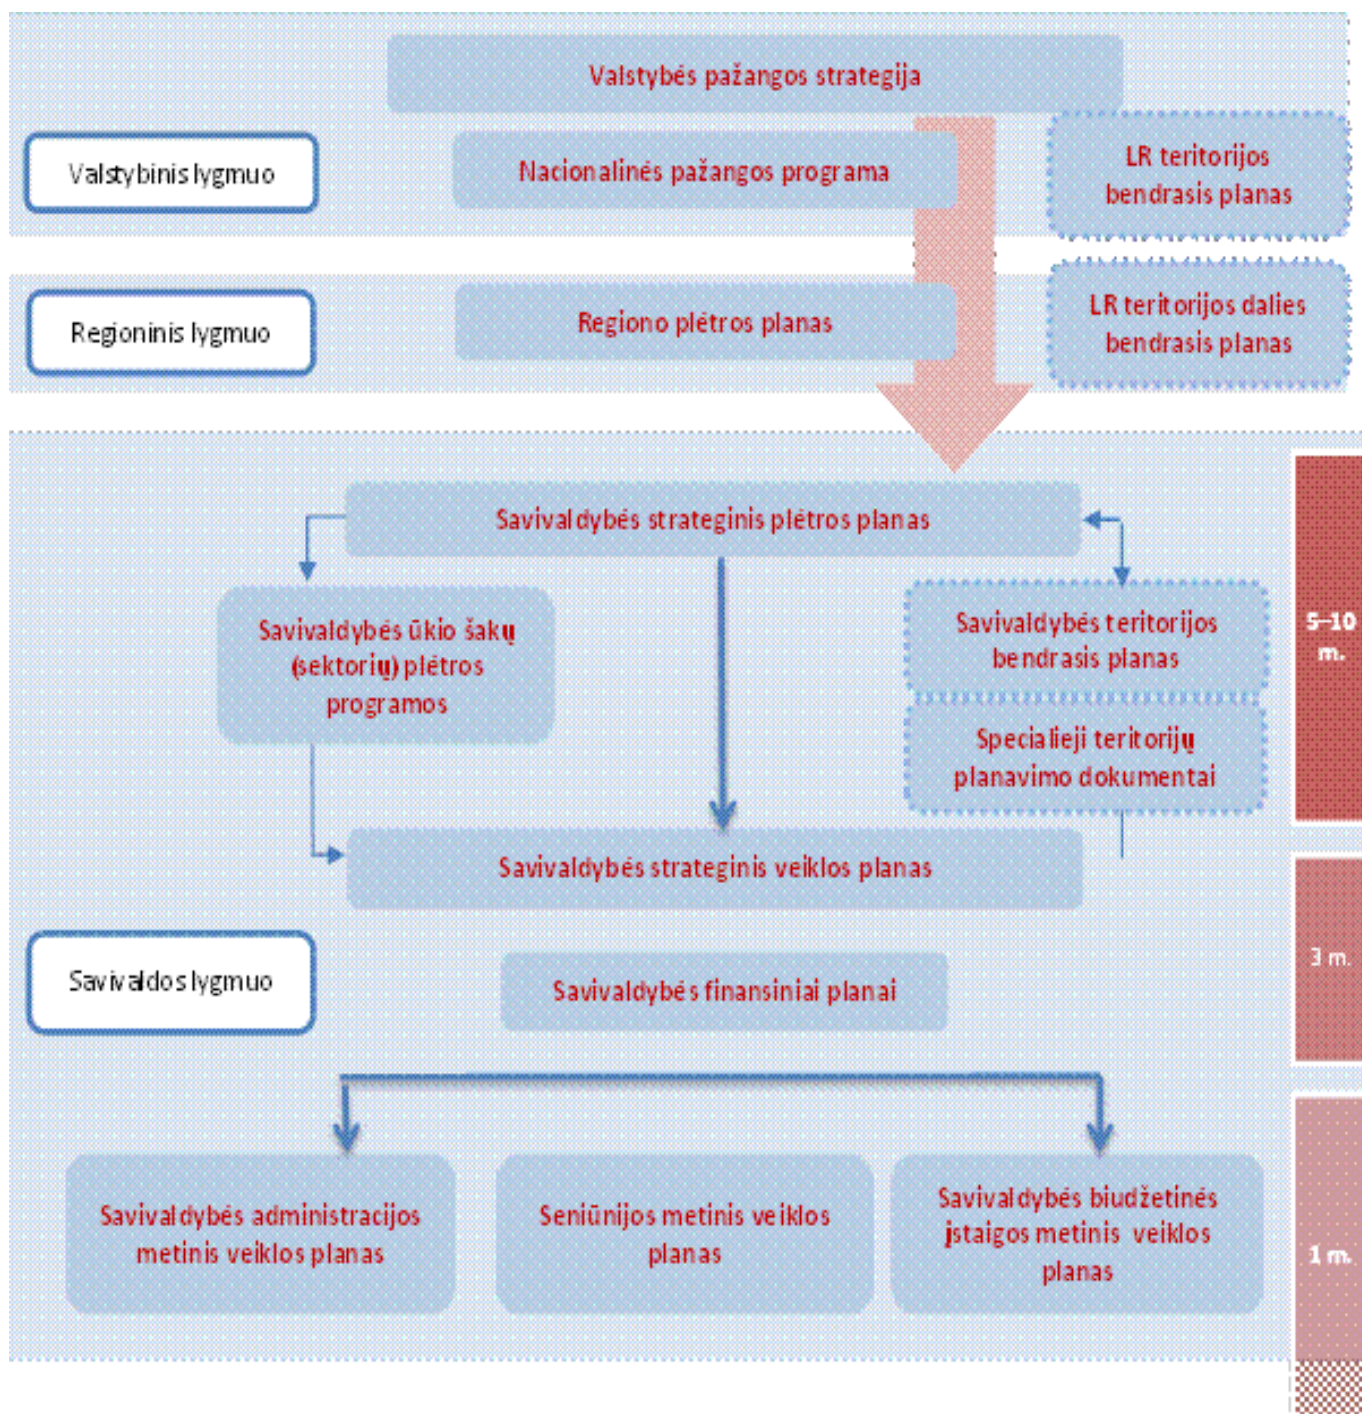 Valstybės pažangos strategija
Valstybinis lygmuo
Nacionalinės pažangos programa
LR teritorijos
bendrasis planas
Regioninis lygmuo
Regiono plėtros planas
LR teritorijos dalies
bendrasis planas
Savivaldybės strateginis plėtros planas
Savivaldybės ūkio šakų
(sektorių) plėtros
programos
Savivaldybės teritorijos
bendrasis planas
Specialieji teritorijų
planavimo dokumentai
5–10
m.
Savivaldybės strateginis veiklos planas
Savivaldos lygmuo
Savivaldybės finansiniai planai
3 m.
Savivaldybės administracijos
metinis veiklos planas
Seniūnijos metinis veiklos
planas
Savivaldybės biudžetinės
įstaigos metinis veiklos
planas
1 m.